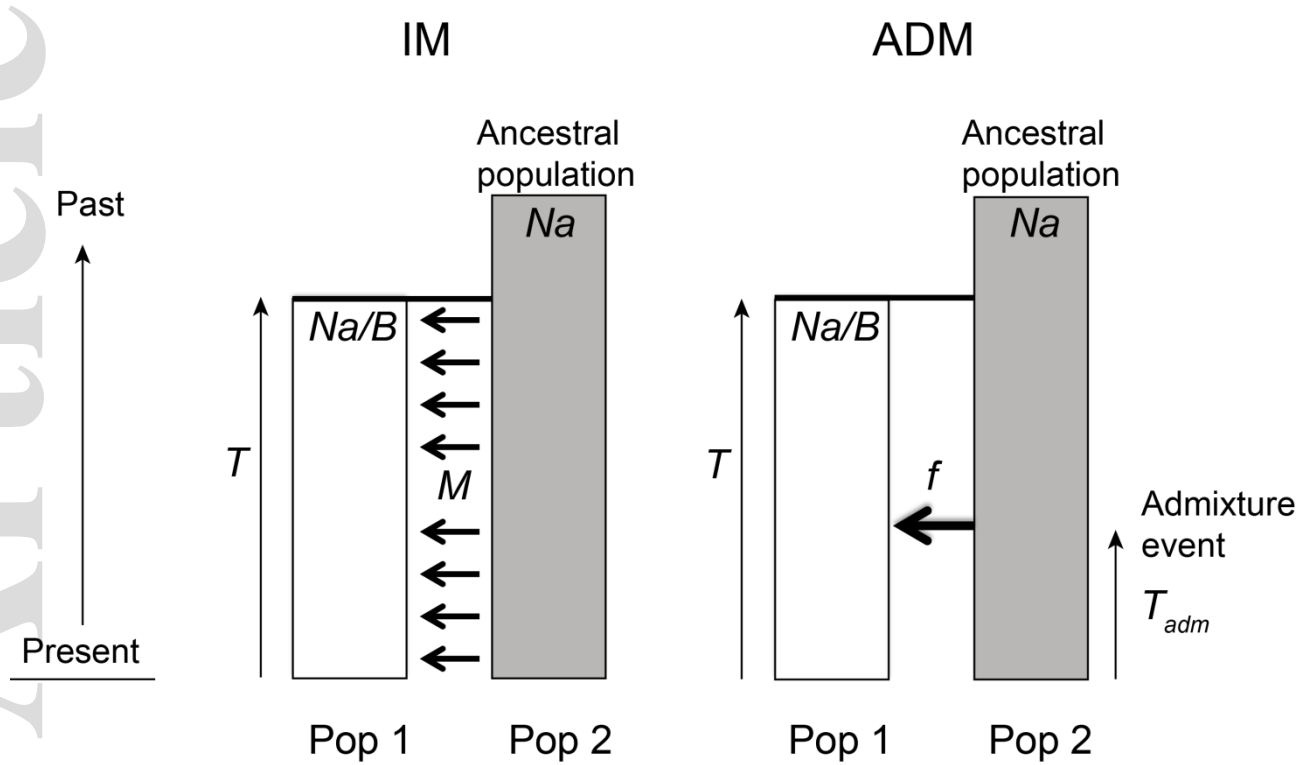 IM
ADM
Ancestral
population
Ancestral
population
Past
Na
Na
Na/B
Na/B
T
M
T
f
Admixture
event
T_adm
Present
Pop 1
Pop 2
Pop 1
Pop 2